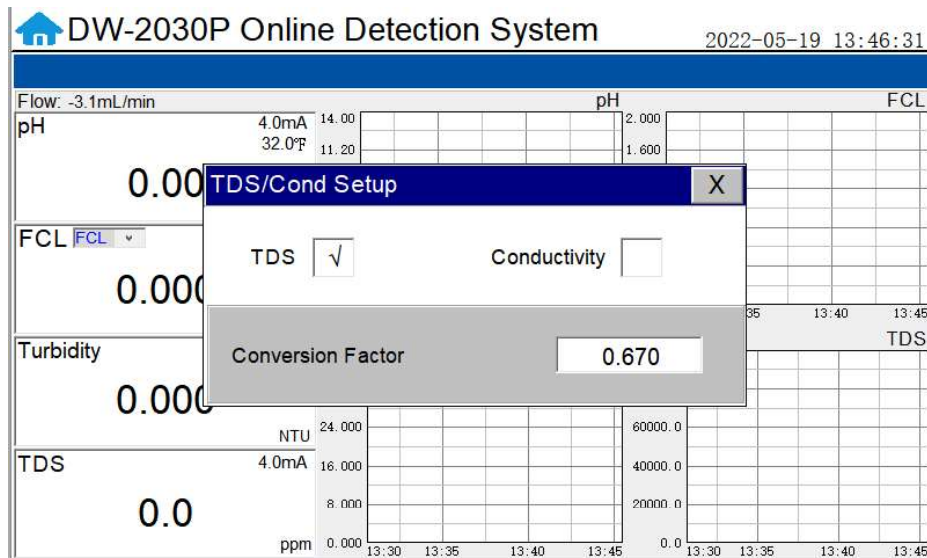 DW-2030P Online Detection System
2022-05-19 13:46:31
Flow: -3.1mL/min
pH
FCL
pH
4.0mA
32.0℉
0.00
14.00
11.20
2.000
1.600
TDS/Cond Setup
X
TDS √
Conductivity
Conversion Factor
0.670
FCL FCL
0.000
35
13:40
13:45
TDS
Turbidity
0.000
NTU
24.000
16.000
8.000
0.000
60000.0
40000.0
20000.0
0.0
TDS
4.0mA
0.0
ppm
13:30
13:35
13:40
13:45
13:30
13:35
13:40
13:45